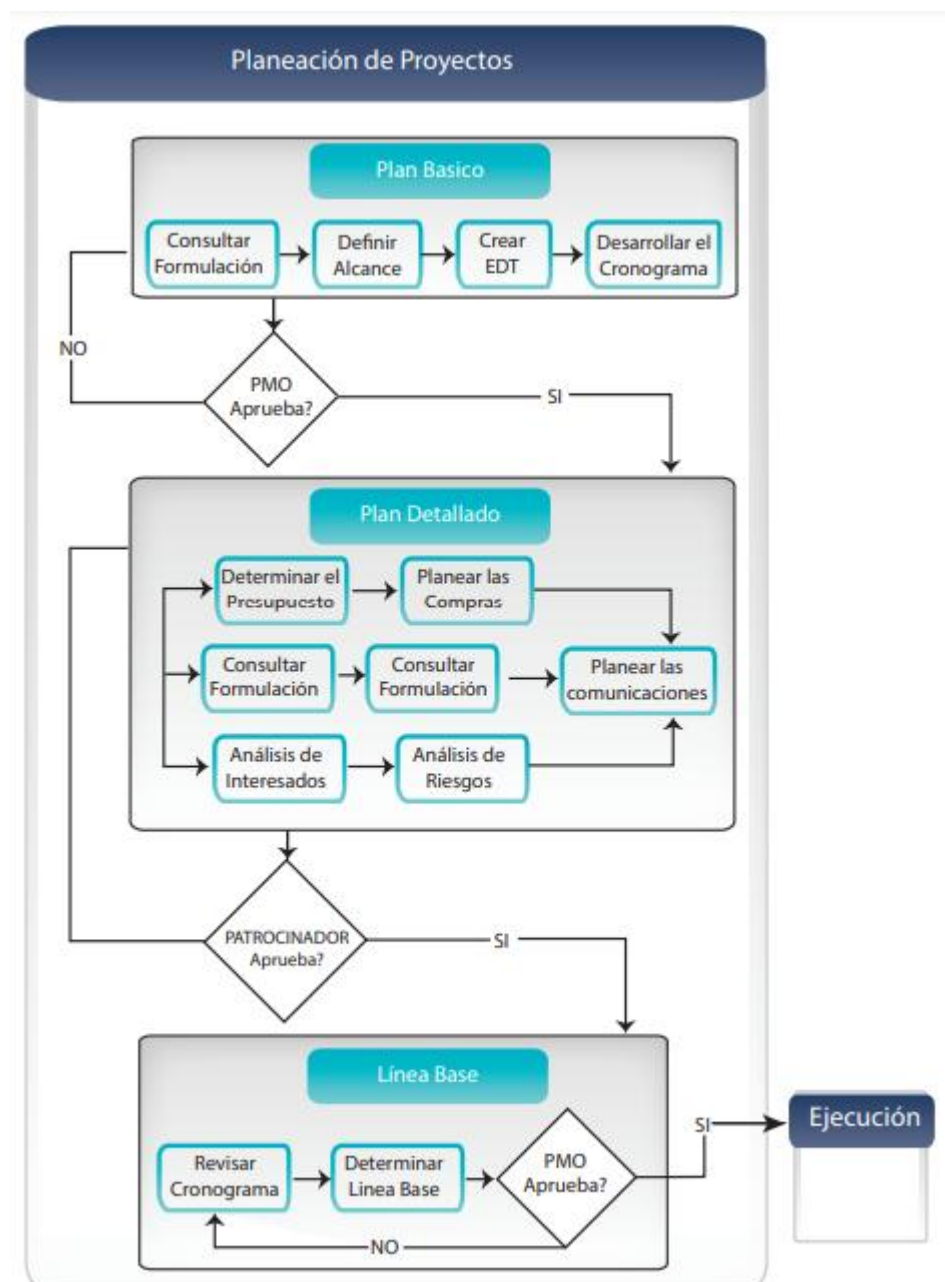 Planeación de Proyectos
Plan Basico
Consultar
Formulación
Definir
Alcance
Crear
EDT
Desarrollar el
Cronograma
NO
PMO
Aprueba?
SI
Plan Detallado
Determinar el
Presupuesto
Planear las
Compras
Consultar
Formulación
Consultar
Formulación
Planear las
comunicaciones
Análisis de
Interesados
Análisis de
Riesgos
PATROCINADOR
Aprueba?
SI
Línea Base
Revisar
Cronograma
Determinar
Linea Base
PMO
Aprueba?
SI
Ejecución
NO